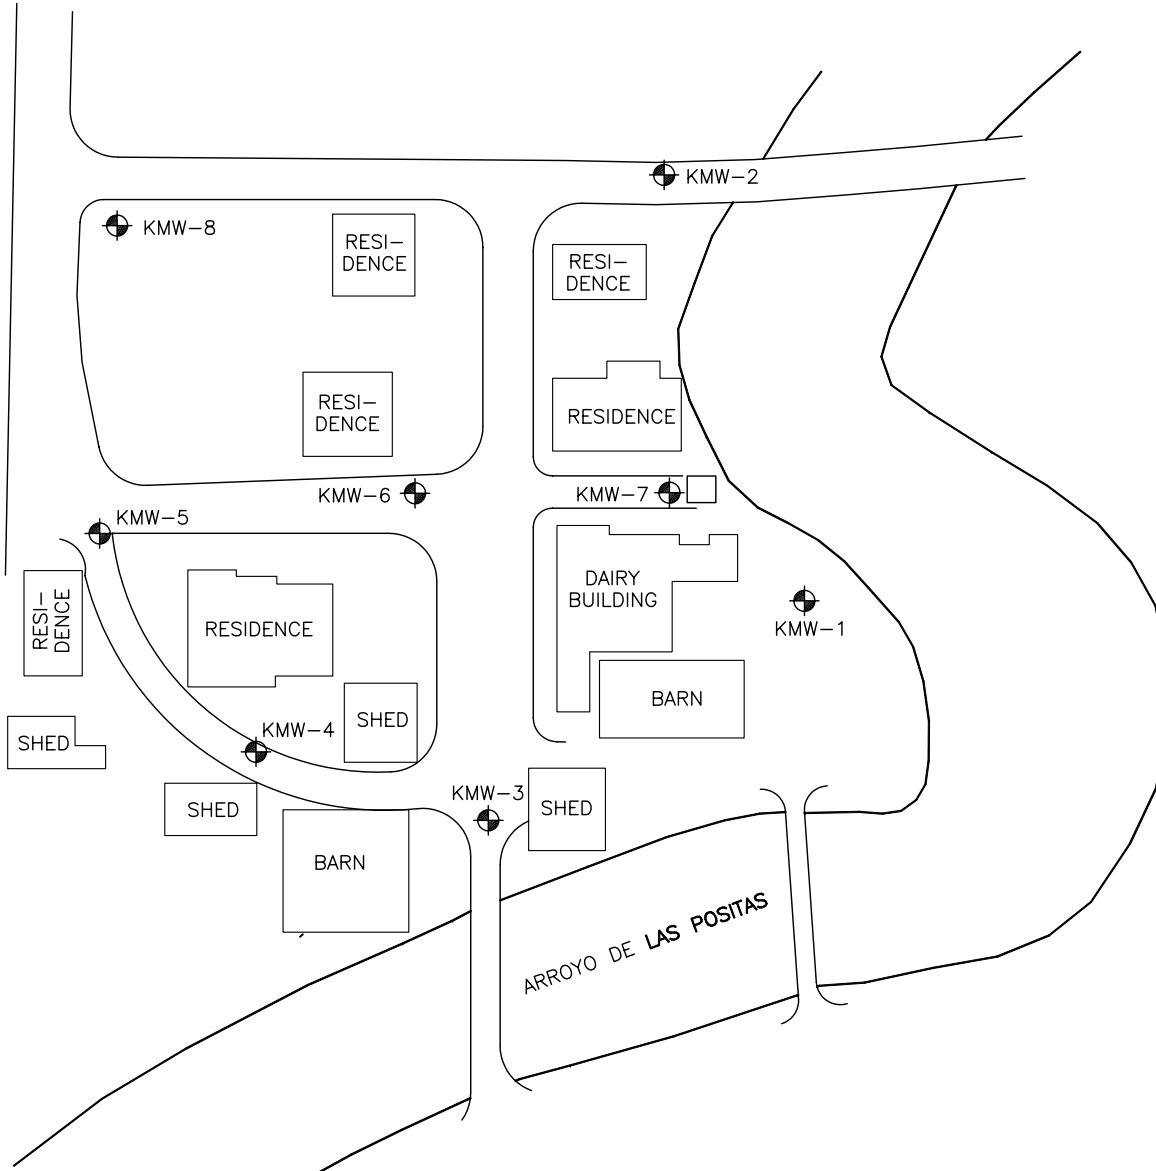 KMW-2
KMW-8
RESI-
DENCE
RESI-
DENCE
RESI-
DENCE
RESIDENCE
KMW-6
KMW-7
KMW-5
DAIRY
BUILDING
RESI-
DENCE
RESIDENCE
KMW-1
BARN
SHED
KMW-4
SHED
KMW-3
SHED
SHED
BARN
ARROYO DE LAS POSITAS